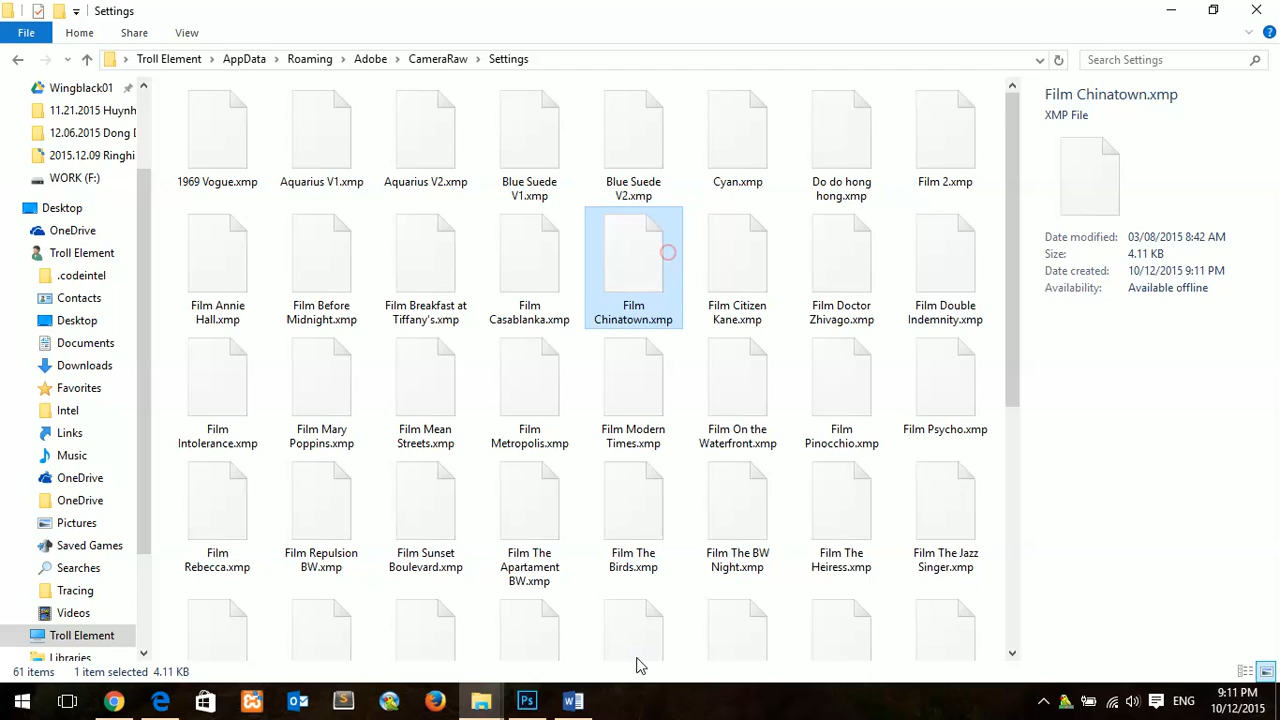 Settings
File Home Share View
Troll Element AppData Roaming Adobe CameraRaw Settings
Search Settings
Wingblack01
11.21.2015 Huynh
12.06.2015 Dong D
2015.12.09 Ringhi
WORK (F:)
Desktop
OneDrive
Troll Element
.codeintel
Contacts
Desktop
Documents
Downloads
Favorites
Intel
Links
Music
OneDrive
OneDrive
Pictures
Saved Games
Searches
Tracing
Videos
Troll Element
Libraries
1969 Vogue.xmp
Aquarius V1.xmp
Aquarius V2.xmp
Blue Suede
V1.xmp
Blue Suede
V2.xmp
Cyan.xmp
Do do hong
hong.xmp
Film 2.xmp
Film Annie
Hall.xmp
Film Before
Midnight.xmp
Film Breakfast at
Tiffany's.xmp
Film
Casablanka.xmp
Film
Chinatown.xmp
Film Citizen
Kane.xmp
Film Doctor
Zhivago.xmp
Film Double
Indemnity.xmp
Film
Intolerance.xmp
Film Mary
Poppins.xmp
Film Mean
Streets.xmp
Film
Metropolis.xmp
Film Modern
Times.xmp
Film On the
Waterfront.xmp
Film
Pinocchio.xmp
Film Psycho.xmp
Film
Rebecca.xmp
Film Repulsion
BW.xmp
Film Sunset
Boulevard.xmp
Film The
Apartament
BW.xmp
Film The
Birds.xmp
Film The BW
Night.xmp
Film The
Heiress.xmp
Film The Jazz
Singer.xmp
Film Chinatown.xmp
XMP File
Date modified: 03/08/2015 8:42 AM
Size: 4.11 KB
Date created: 10/12/2015 9:11 PM
Availability: Available offline
61 items 1 item selected 4.11 KB
Ps
ENG
9:11 PM
10/12/2015